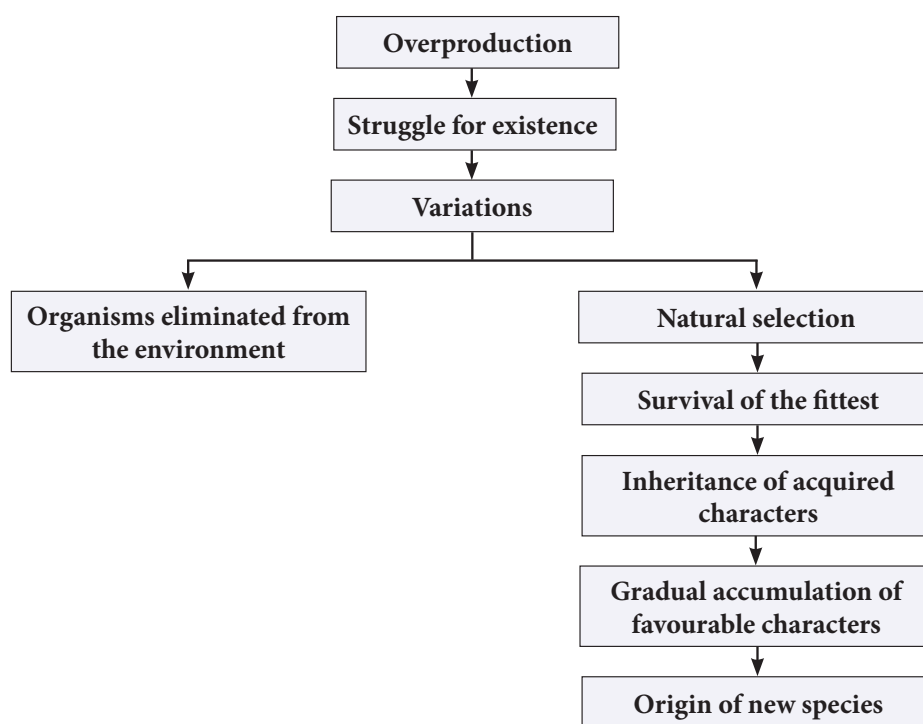 Overproduction
Struggle for existence
Variations
Organisms eliminated from
the environment
Natural selection
Survival of the fittest
Inheritance of acquired
characters
Gradual accumulation of
favourable characters
Origin of new species